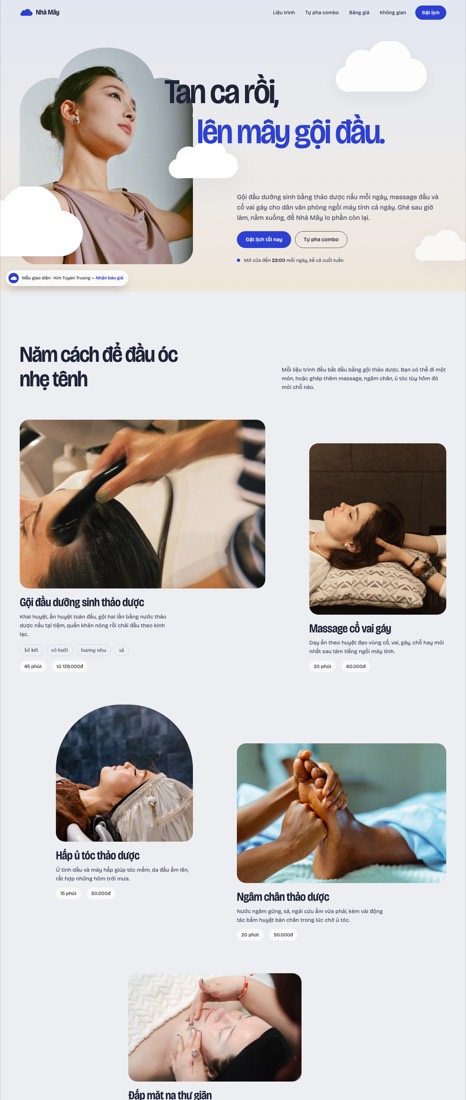 Nhà Mây
Liệu trình Tự pha combo Bảng giá Không gian Đặt lịch
Tan ca rồi,
lên mây gội đầu.
Gội đầu dưỡng sinh bằng thảo dược nấu mỗi ngày, massage đầu và
cổ vai gáy cho dân văn phòng ngồi máy tính cả ngày. Ghé sau giờ
làm, nằm xuống, để Nhà Mây lo phần còn lại.
Đặt lịch tối nay Tự pha combo
Mở cửa đến 22:00 mỗi ngày, kể cả cuối tuần
Mẫu giao diện · Kim Tuyen Truong — Nhận báo giá
Năm cách để đầu óc
nhẹ tênh
Mỗi liệu trình đều bắt đầu bằng gội thảo dược. Bạn có thể đi một
món, hoặc ghép thêm massage, ngâm chân, ủ tóc tùy hôm đó
mỏi chỗ nào.
Gội đầu dưỡng sinh thảo dược
Khai huyệt, ấn huyệt toàn đầu, gội hai lần bằng nước thảo
dược nấu tại tiệm, quấn khăn nóng rồi chải đầu theo kinh
lạc.
bồ kết vỏ bưởi hương nhu sả
45 phút từ 129.000đ
Massage cổ vai gáy
Day ấn theo huyệt đạo vùng cổ, vai, gáy, chỗ hay mỏi
nhất sau tám tiếng ngồi máy tính.
20 phút 60.000đ
Hấp ủ tóc thảo dược
Ủ tinh dầu và máy hấp giúp tóc mềm, da đầu ấm lên,
rất hợp những hôm trời mưa.
15 phút 50.000đ
Ngâm chân thảo dược
Nước ngâm gừng, sả, ngải cứu ấm vừa phải, kèm vài động
tác bấm huyệt bàn chân trong lúc chờ ủ tóc.
20 phút 50.000đ
Đắp mặt nạ thư giãn